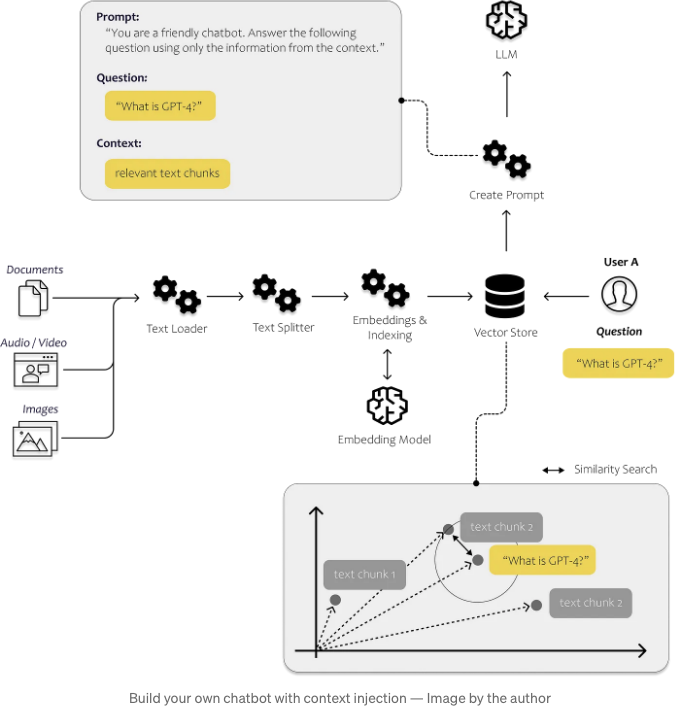 Prompt:
“You are a friendly chatbot. Answer the following
question using only the information from the context.”
Question:
“What is GPT-4?”
Context:
relevant text chunks
LLM
Create Prompt
Documents
Audio / Video
Images
Text Loader
Text Splitter
Embeddings &
Indexing
Embedding Model
Vector Store
User A
Question
“What is GPT-4?”
Similarity Search
text chunk 2
“What is GPT-4?”
text chunk 1
text chunk 2
Build your own chatbot with context injection — Image by the author